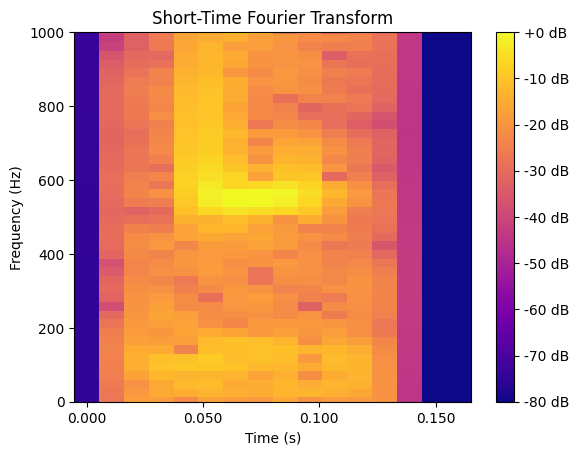 Short-Time Fourier Transform
Frequency (Hz)
1000
800
600
400
200
0
0.000
0.050
0.100
0.150
Time (s)
+0 dB
-10 dB
-20 dB
-30 dB
-40 dB
-50 dB
-60 dB
-70 dB
-80 dB